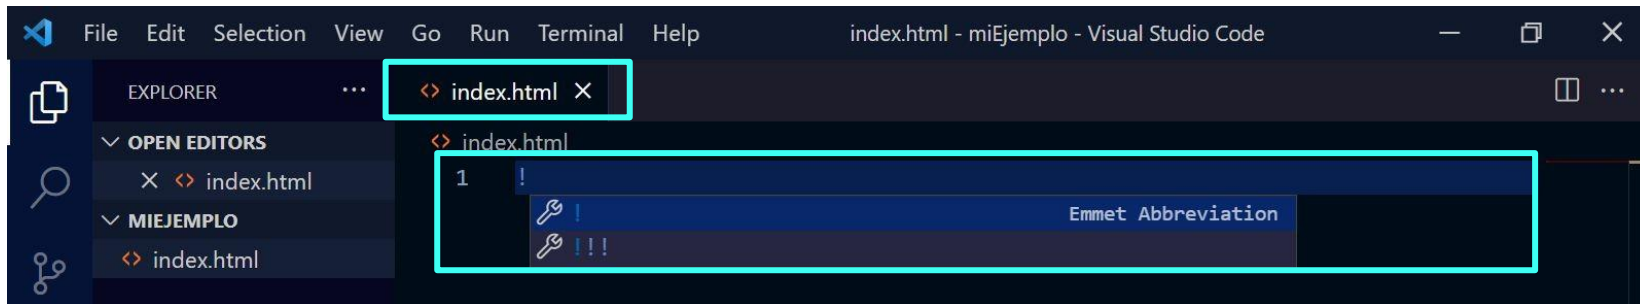 File Edit Selection View Go Run Terminal Help index.html - miEjemplo - Visual Studio Code
EXPLORER ··· <> index.html × ···
OPEN EDITORS
<> index.html
× <> index.html
1 !
MIEJEMPLO
! Emmet Abbreviation
!!!
<> index.html